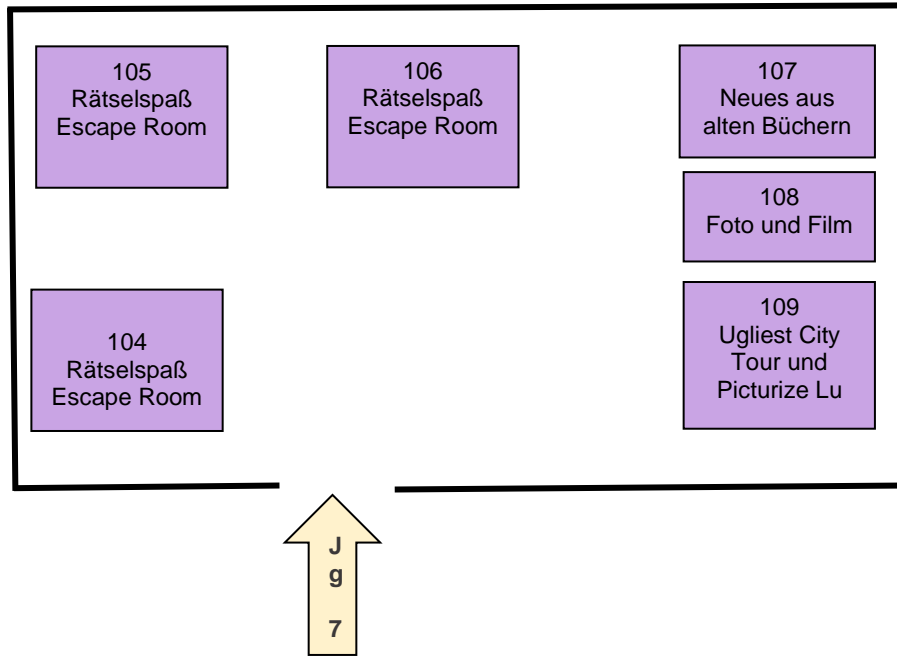 105
Rätselspaß
Escape Room
106
Rätselspaß
Escape Room
107
Neues aus
alten Büchern
108
Foto und Film
109
Ugliest City
Tour und
Picturize Lu
104
Rätselspaß
Escape Room
J
g
7